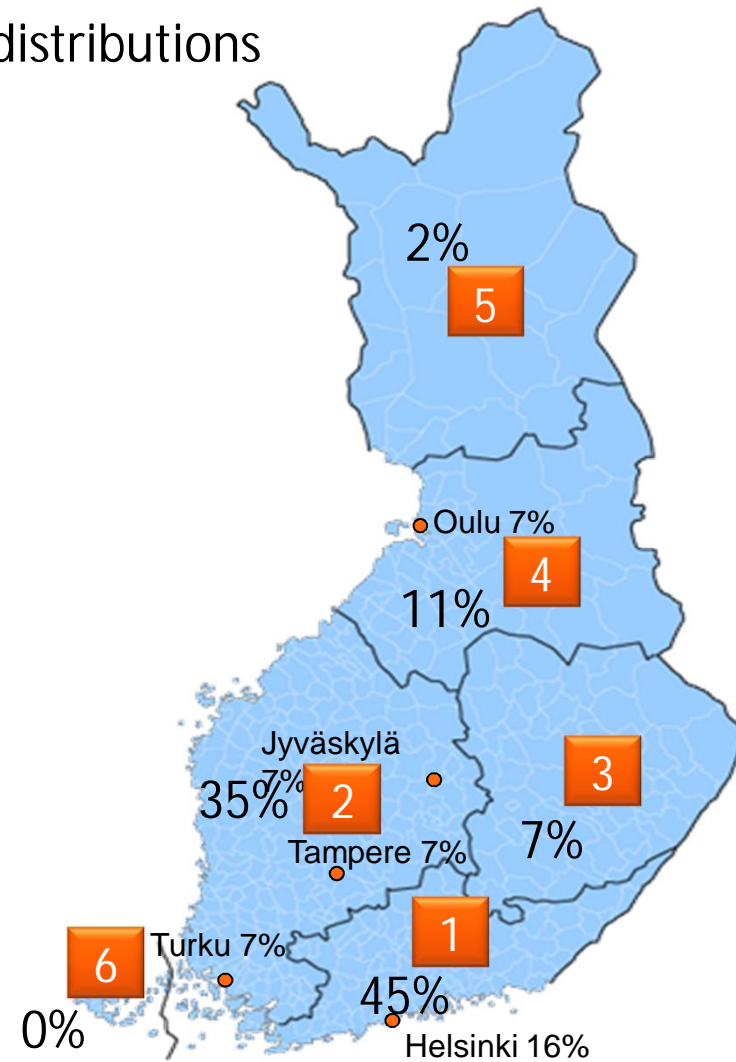 distributions
2%
5
Oulu 7%
4
11%
Jyväskylä
7%
35%
2
3
7%
Tampere 7%
1
6
Turku 7%
45%
0%
Helsinki 16%